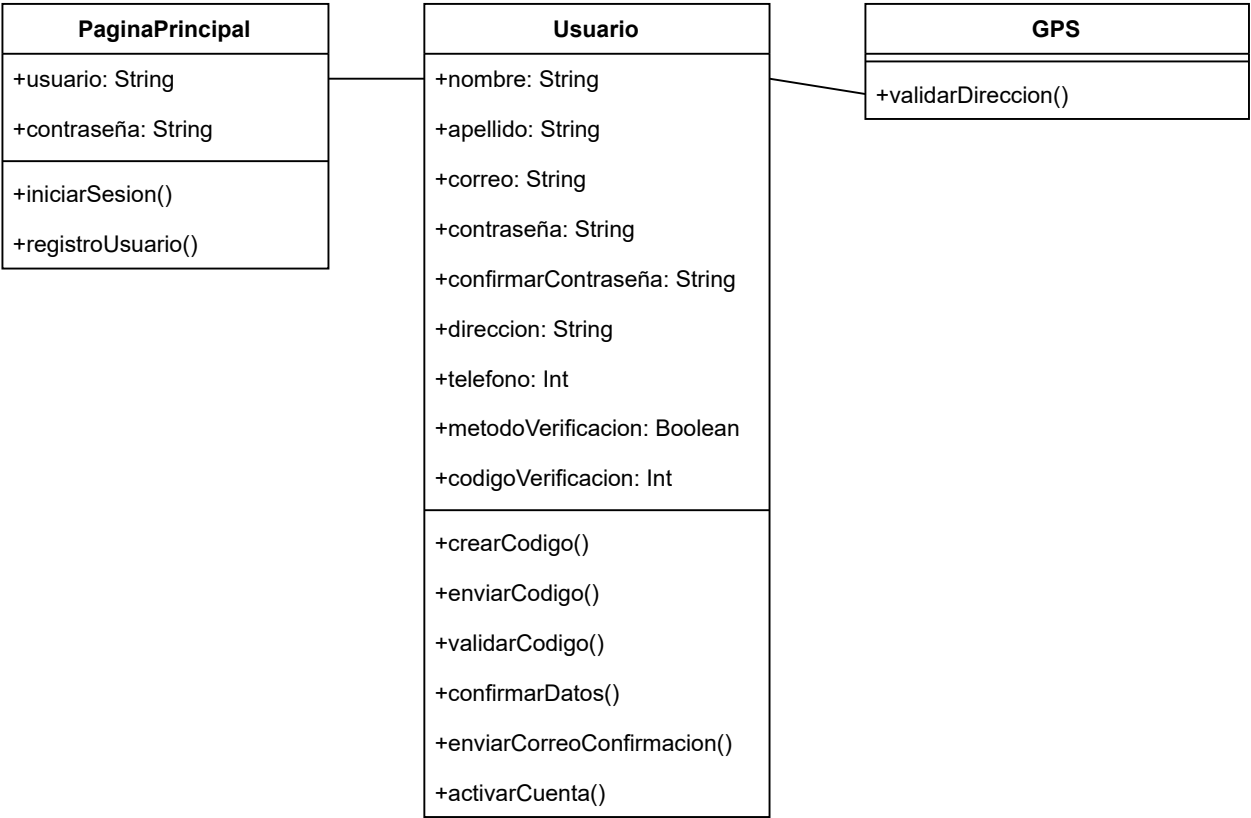 PaginaPrincipal
+usuario: String
+contraseña: String
+iniciarSesion()
+registroUsuario()
Usuario
+nombre: String
+apellido: String
+correo: String
+contraseña: String
+confirmarContraseña: String
+direccion: String
+telefono: Int
+metodoVerificacion: Boolean
+codigoVerificacion: Int
+crearCodigo()
+enviarCodigo()
+validarCodigo()
+confirmarDatos()
+enviarCorreoConfirmacion()
+activarCuenta()
GPS
+validarDireccion()